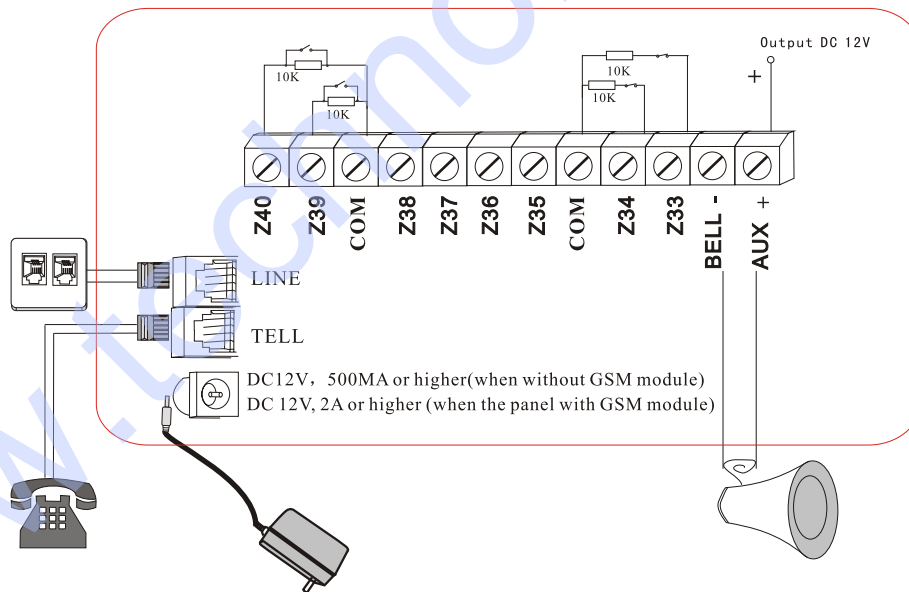 Output DC 12V
+
10K
10K
10K
10K
Z40
Z39
COM
Z38
Z37
Z36
Z35
COM
Z34
Z33
BELL -
AUX +
LINE
TELL
DC12V, 500MA or higher(when without GSM module)
DC 12V, 2A or higher (when the panel with GSM module)
w.techno